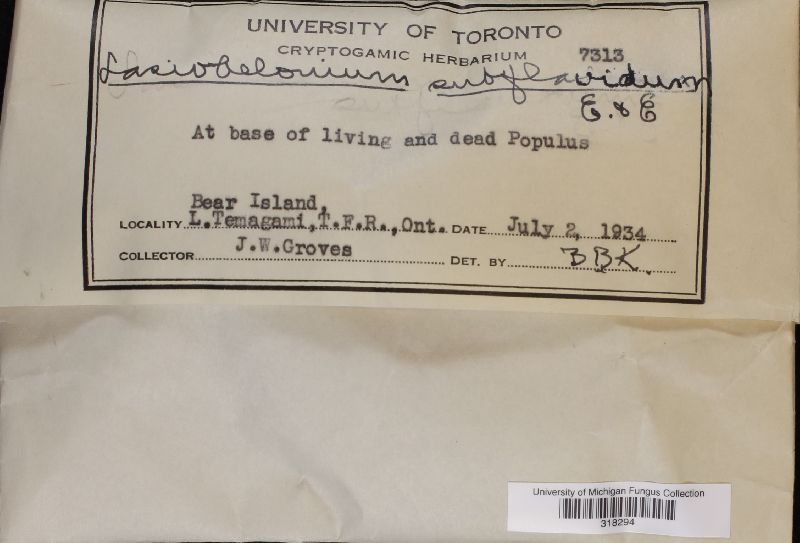 UNIVERSITY OF TORONTO
CRYPTOGAMIC HERBARIUM 7313
Lasiobelonium subflavidum
E. & E
At base of living and dead Populus
Bear Island,
LOCALITY L.Temagami,T.F.R.,Ont. DATE July 2, 1934
COLLECTOR J.W.Groves DET. BY BBK.
University of Michigan Fungus Collection
318294